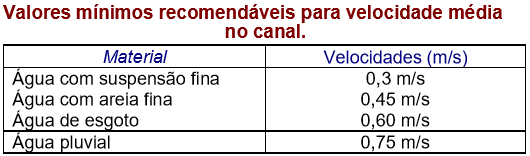 Valores mínimos recomendáveis para velocidade média
no canal.
Material Velocidades (m/s)
Água com suspensão fina 0,3 m/s
Água com areia fina 0,45 m/s
Água de esgoto 0,60 m/s
Água pluvial 0,75 m/s